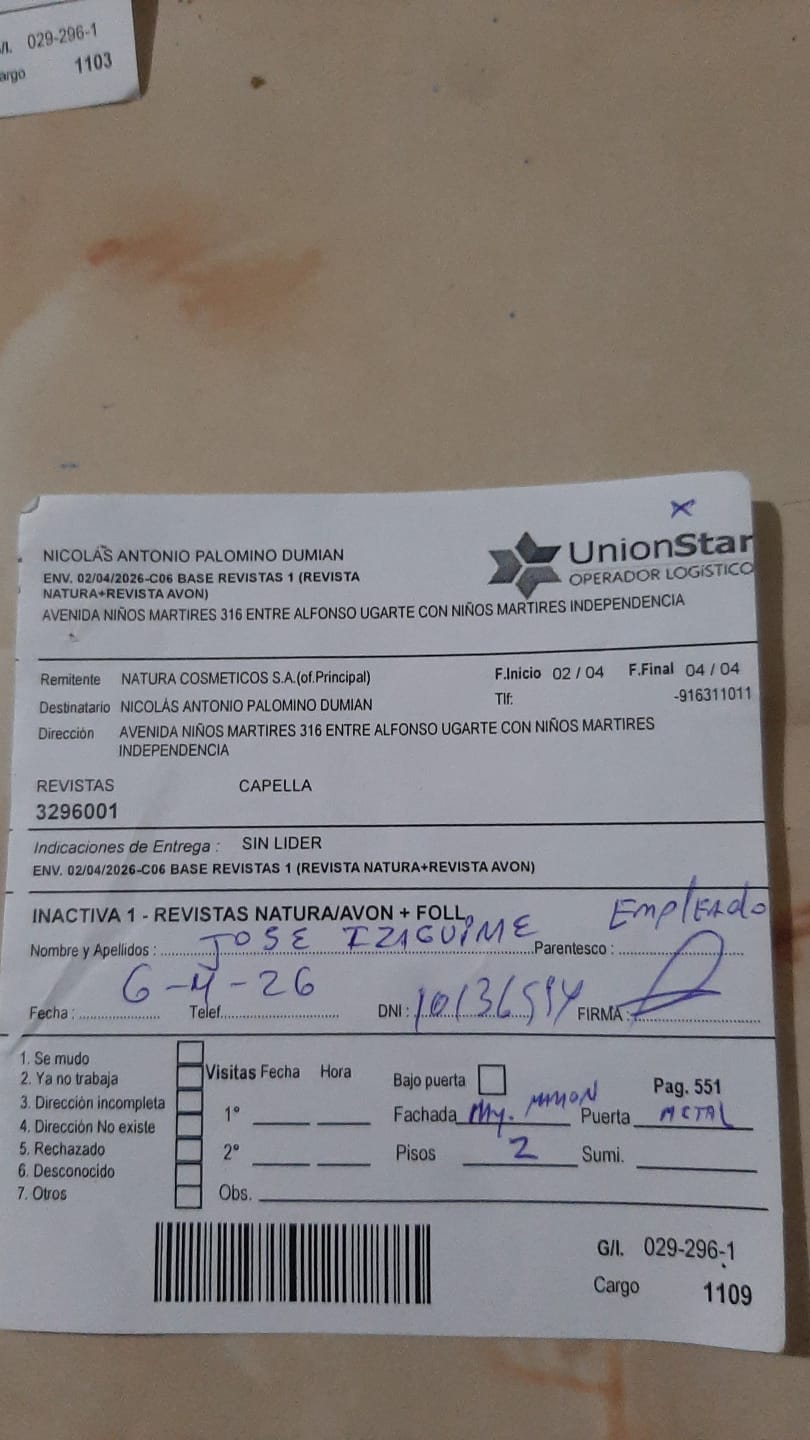 G/I. 029-296-1
Cargo 1103
NICOLÁS ANTONIO PALOMINO DUMIAN
ENV. 02/04/2026-C06 BASE REVISTAS 1 (REVISTA
NATURA+REVISTA AVON)
AVENIDA NIÑOS MARTIRES 316 ENTRE ALFONSO UGARTE CON NIÑOS MARTIRES INDEPENDENCIA
X
UnionStar
OPERADOR LOGíSTICO
Remitente NATURA COSMETICOS S.A.(of.Principal) F.Inicio 02 / 04 F.Final 04 / 04
Destinatario NICOLÁS ANTONIO PALOMINO DUMIAN Tlf: -916311011
Dirección AVENIDA NIÑOS MARTIRES 316 ENTRE ALFONSO UGARTE CON NIÑOS MARTIRES
INDEPENDENCIA
REVISTAS CAPELLA
3296001
Indicaciones de Entrega : SIN LIDER
ENV. 02/04/2026-C06 BASE REVISTAS 1 (REVISTA NATURA+REVISTA AVON)
INACTIVA 1 - REVISTAS NATURA/AVON + FOLL,
Nombre y Apellidos : JOSE Parentesco : EmplEAdo
Fecha : 6-4-26 Telef. DNI : FIRMA :
1. Se mudo
2. Ya no trabaja
3. Dirección incompleta
4. Dirección No existe
5. Rechazado
6. Desconocido
7. Otros
Visitas Fecha Hora
1°
2°
Obs.
Bajo puerta Pag. 551
Fachada Puerta METAL
Pisos 2 Sumi.
G/I. 029-296-1
Cargo 1109